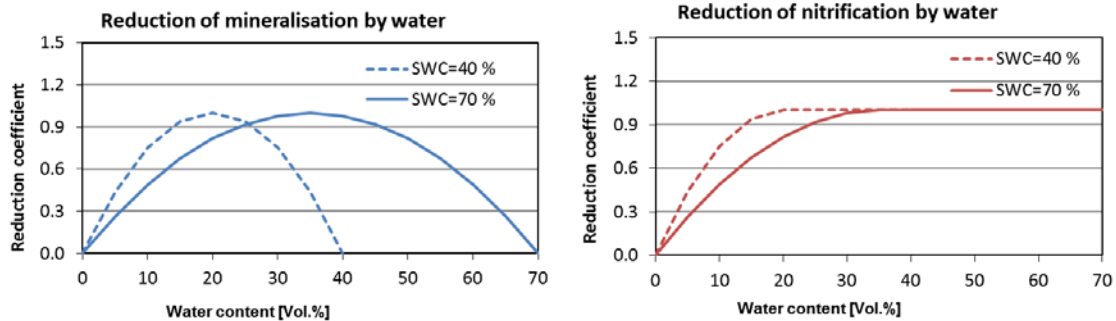 Reduction of mineralisation by water
1.5
1.2
0.9
0.6
0.3
0.0
Reduction coefficient
SWC=40 %
SWC=70 %
0 10 20 30 40 50 60 70
Water content [Vol.%]
Reduction of nitrification by water
1.5
1.2
0.9
0.6
0.3
0.0
Reduction coefficient
SWC=40 %
SWC=70 %
0 10 20 30 40 50 60 70
Water content [Vol.%]